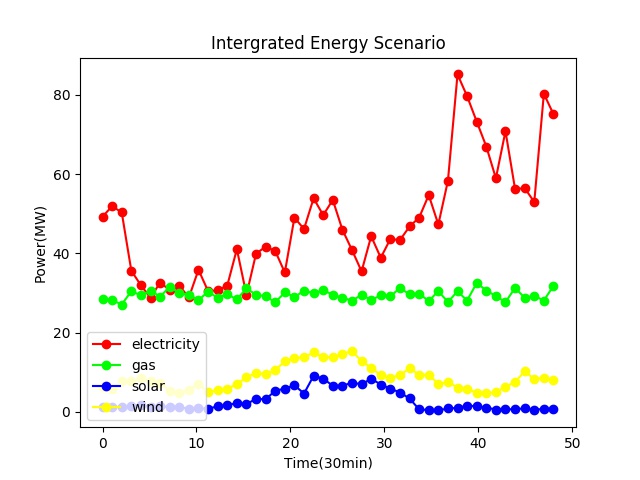 Intergrated Energy Scenario
Power(MW)
80
60
40
20
0
electricity
gas
solar
wind
0 10 20 30 40 50
Time(30min)